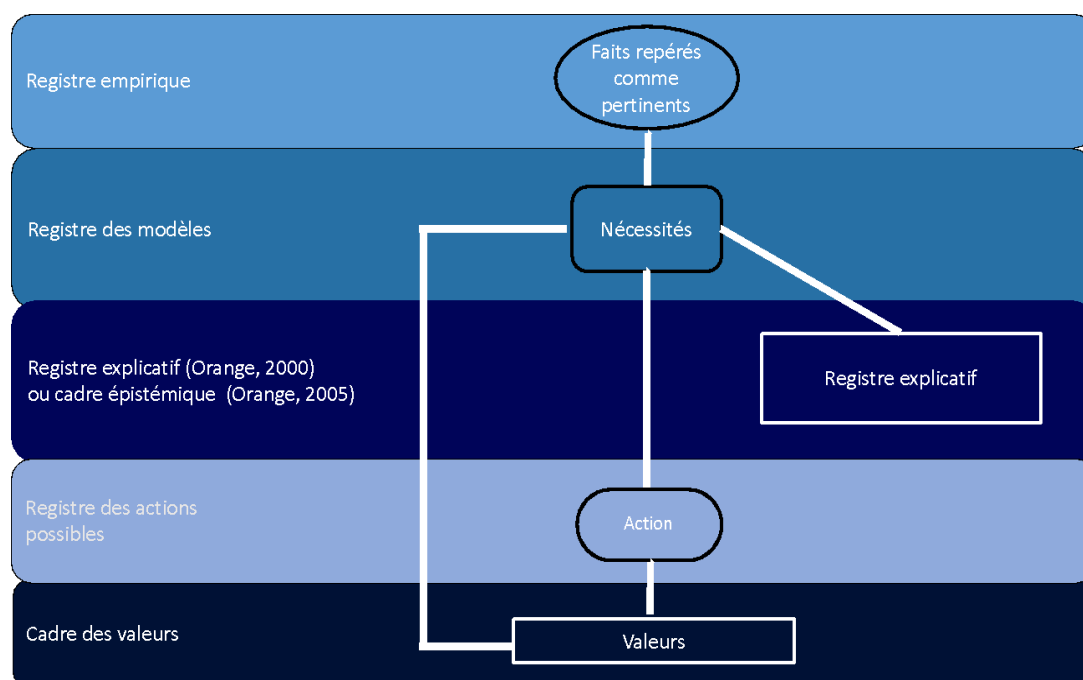 Faits repérés
comme
pertinents
Registre empirique
Registre des modèles
Nécessités
Registre explicatif (Orange, 2000)
ou cadre épistémique (Orange, 2005)
Registre explicatif
Registre des actions
possibles
Action
Cadre des valeurs
Valeurs